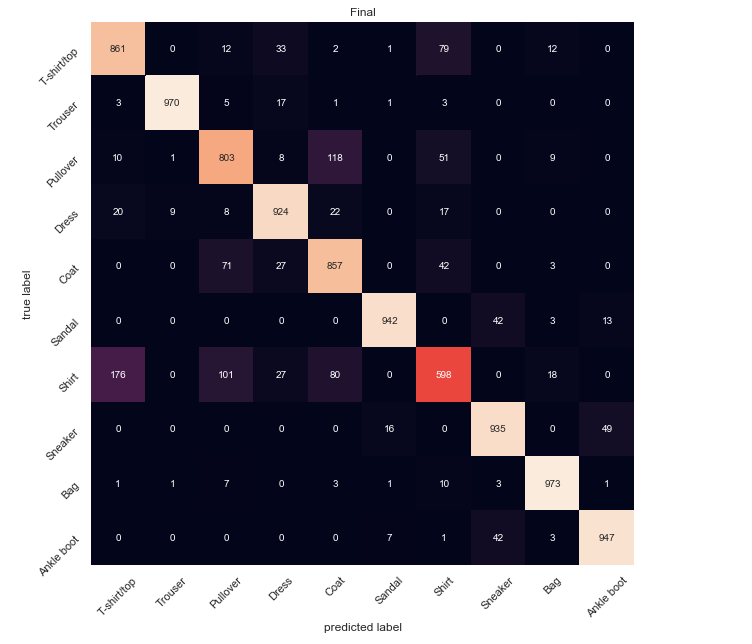 Final
T-shirt/top 861 0 12 33 2 1 79 0 12 0
Trouser 3 970 5 17 1 1 3 0 0 0
Pullover 10 1 803 8 118 0 51 0 9 0
Dress 20 9 8 924 22 0 17 0 0 0
Coat 0 0 71 27 857 0 42 0 3 0
Sandal 0 0 0 0 0 942 0 42 3 13
Shirt 176 0 101 27 80 0 598 0 18 0
Sneaker 0 0 0 0 0 16 0 935 0 49
Bag 1 1 7 0 3 1 10 3 973 1
Ankle boot 0 0 0 0 0 7 1 42 3 947
true label
T-shirt/top Trouser Pullover Dress Coat Sandal Shirt Sneaker Bag Ankle boot
predicted label